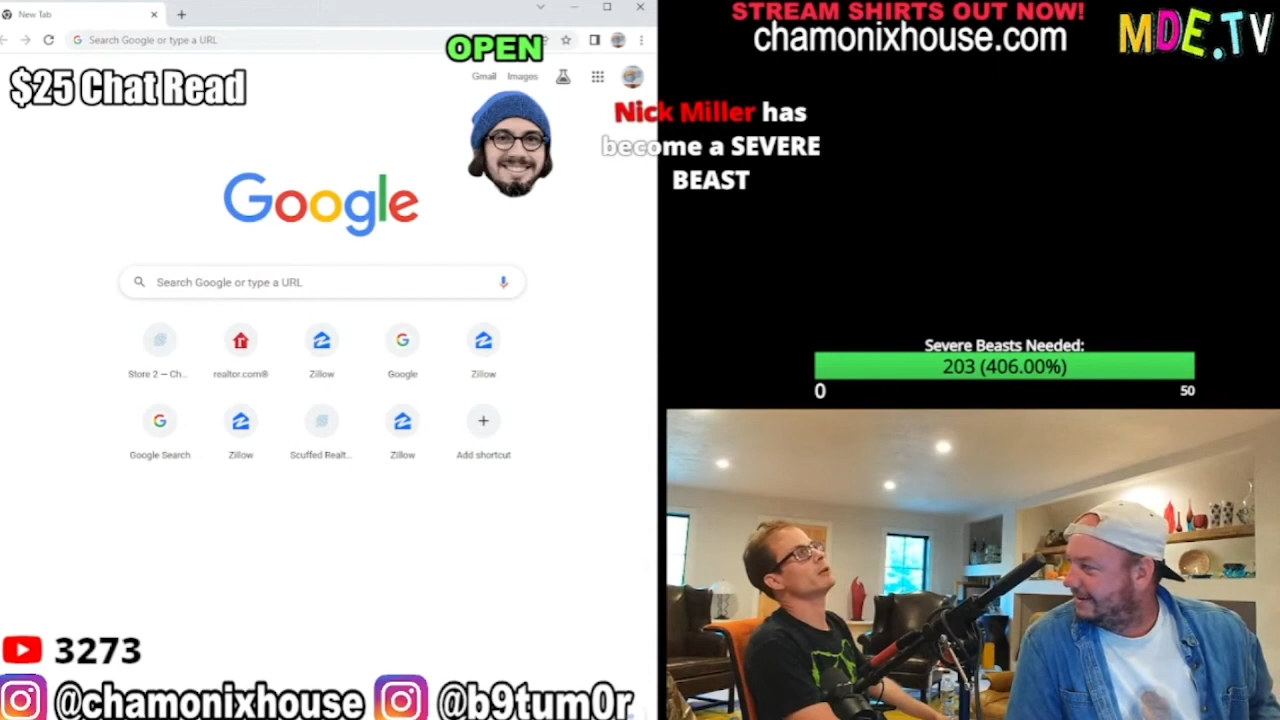 New Tab
Search Google or type a URL
OPEN
Gmail Images
$25 Chat Read
Google
Search Google or type a URL
Store 2 — Ch...
realtor.com®
Zillow
Google
Zillow
Google Search
Zillow
Scuffed Realt...
Zillow
Add shortcut
3273
@chamonixhouse @b9tum0r
STREAM SHIRTS OUT NOW!
chamonixhouse.com
MDE.TV
Nick Miller has
become a SEVERE
BEAST
Severe Beasts Needed:
203 (406.00%)
0 50